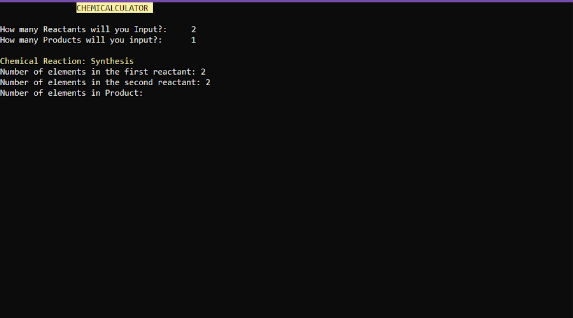 CHEMICALCULATOR
How many Reactants will you Input?: 2
How many Products will you input?: 1
Chemical Reaction: Synthesis
Number of elements in the first reactant: 2
Number of elements in the second reactant: 2
Number of elements in Product: